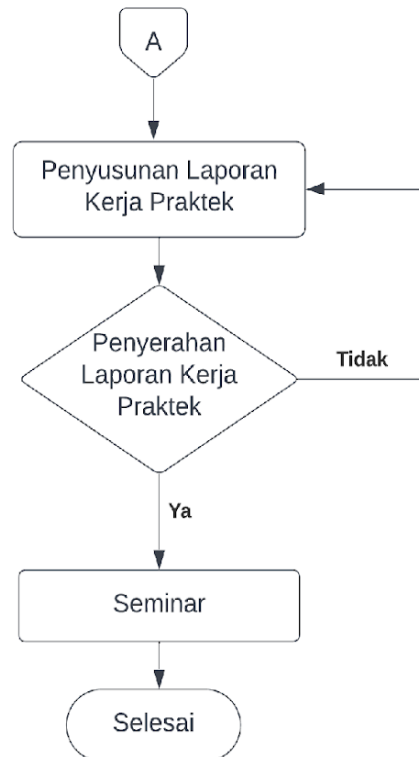 A
Penyusunan Laporan
Kerja Praktek
Penyerahan
Laporan Kerja
Praktek
Tidak
Ya
Seminar
Selesai